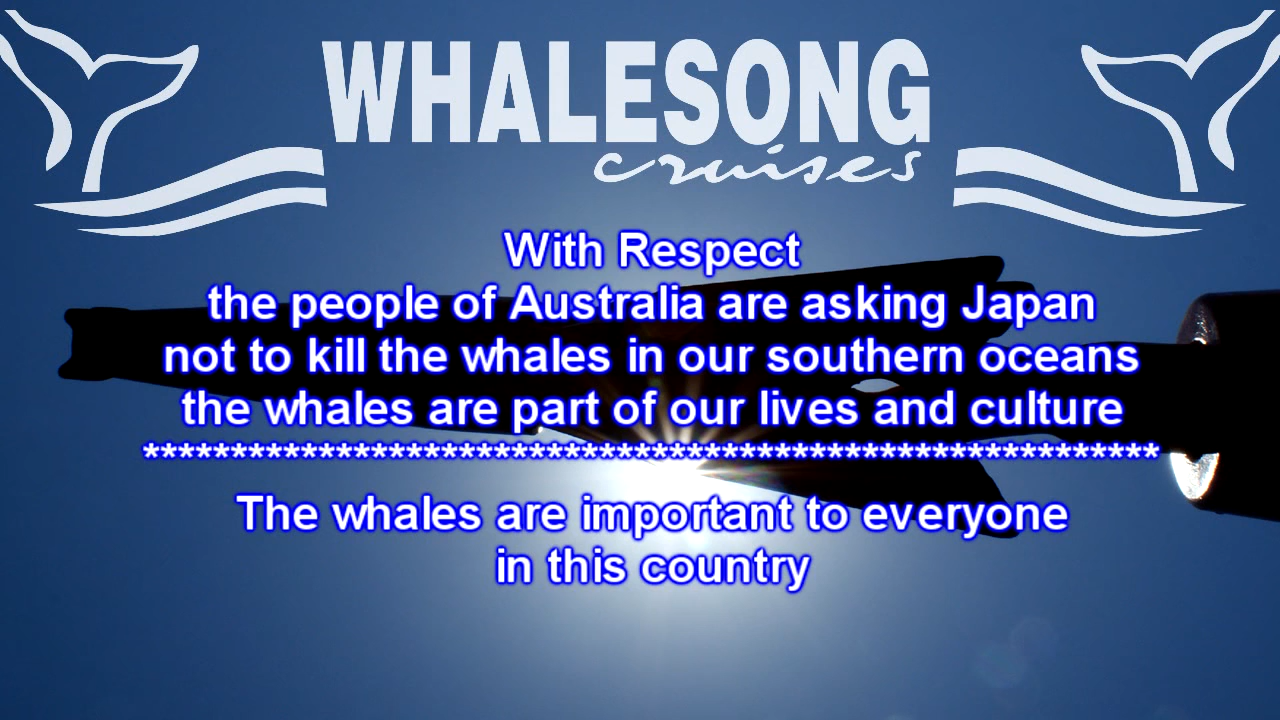 WHALESONG
cruises
With Respect
the people of Australia are asking Japan
not to kill the whales in our southern oceans
the whales are part of our lives and culture
**********************************************************
The whales are important to everyone
in this country